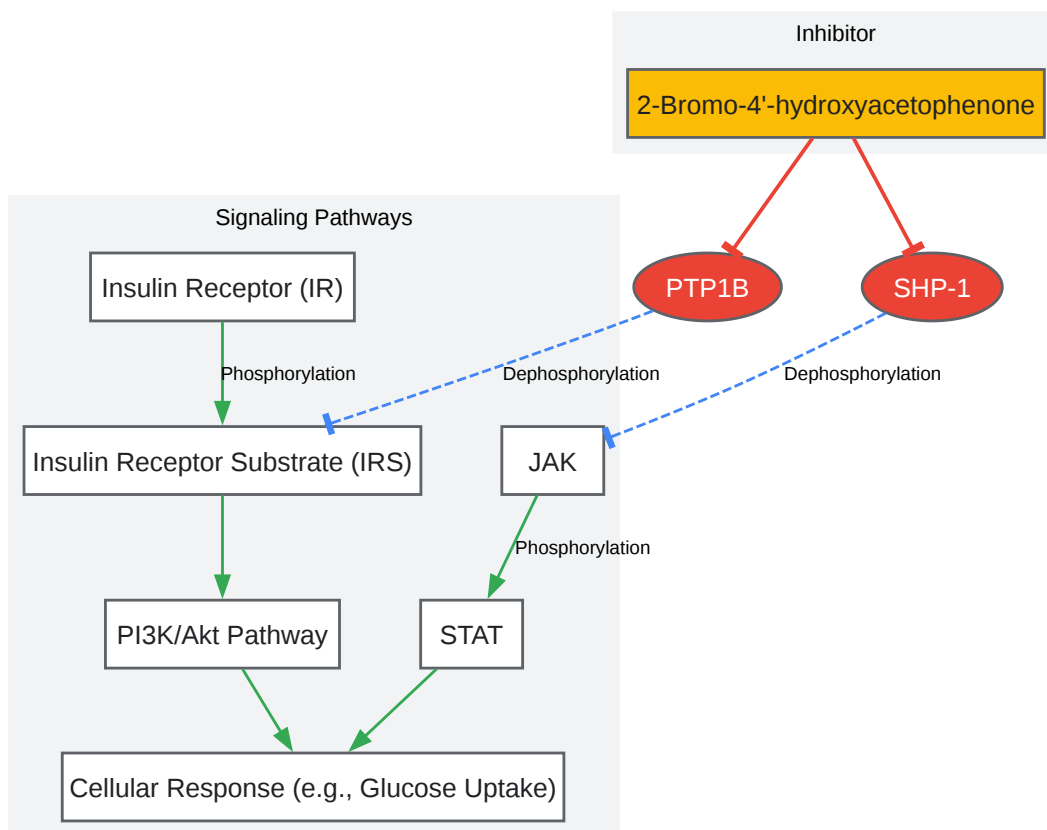 Inhibitor
2-Bromo-4'-hydroxyacetophenone
Signaling Pathways
Insulin Receptor (IR)
PTP1B
SHP-1
Phosphorylation
Dephosphorylation
Dephosphorylation
Insulin Receptor Substrate (IRS)
JAK
Phosphorylation
PI3K/Akt Pathway
STAT
Cellular Response (e.g., Glucose Uptake)